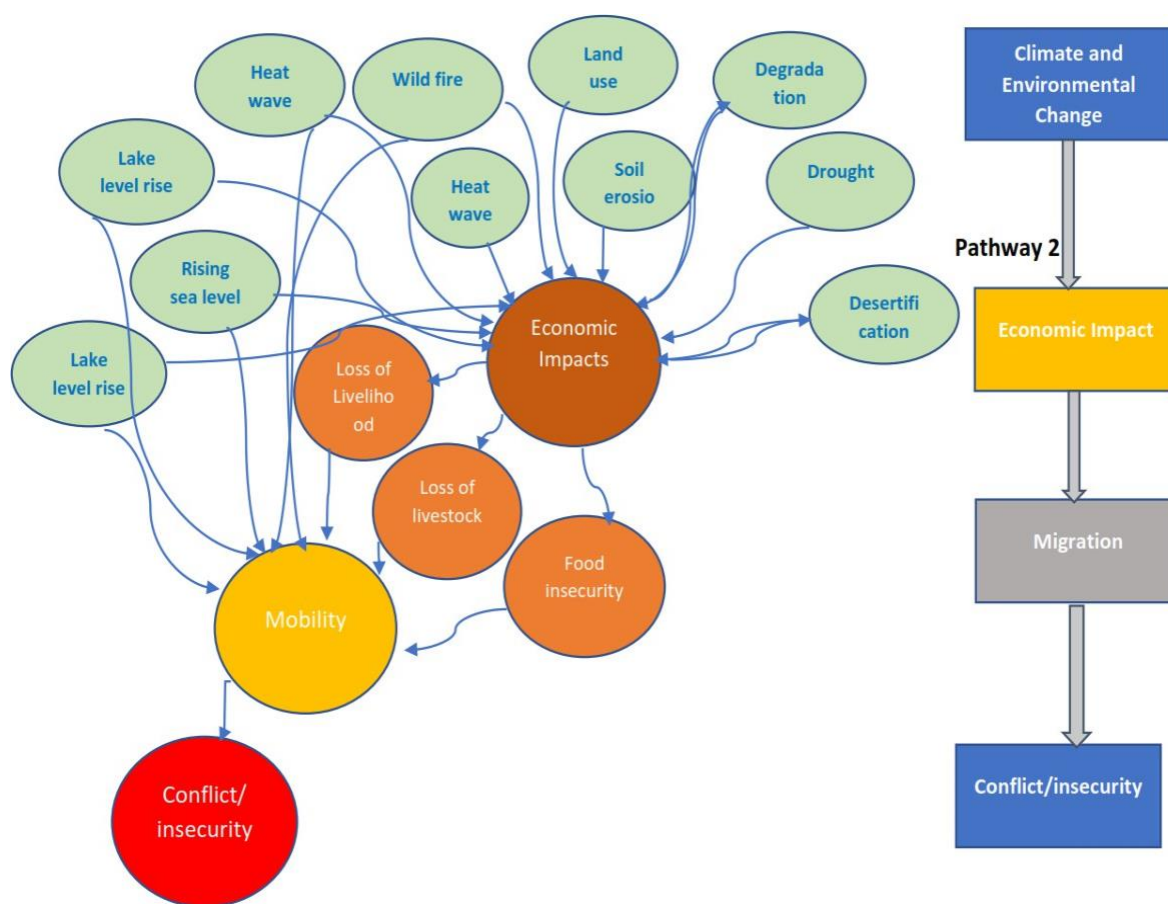 Heat
wave
Wild fire
Land
use
Degrada
tion
Climate and
Environmental
Change
Lake
level rise
Heat
wave
Soil
erosio
Drought
Pathway 2
Rising
sea level
Desertifi
cation
Economic
Impacts
Economic Impact
Lake
level rise
Loss of
Liveliho
od
Loss of
livestock
Migration
Food
insecurity
Mobility
Conflict/
insecurity
Conflict/insecurity